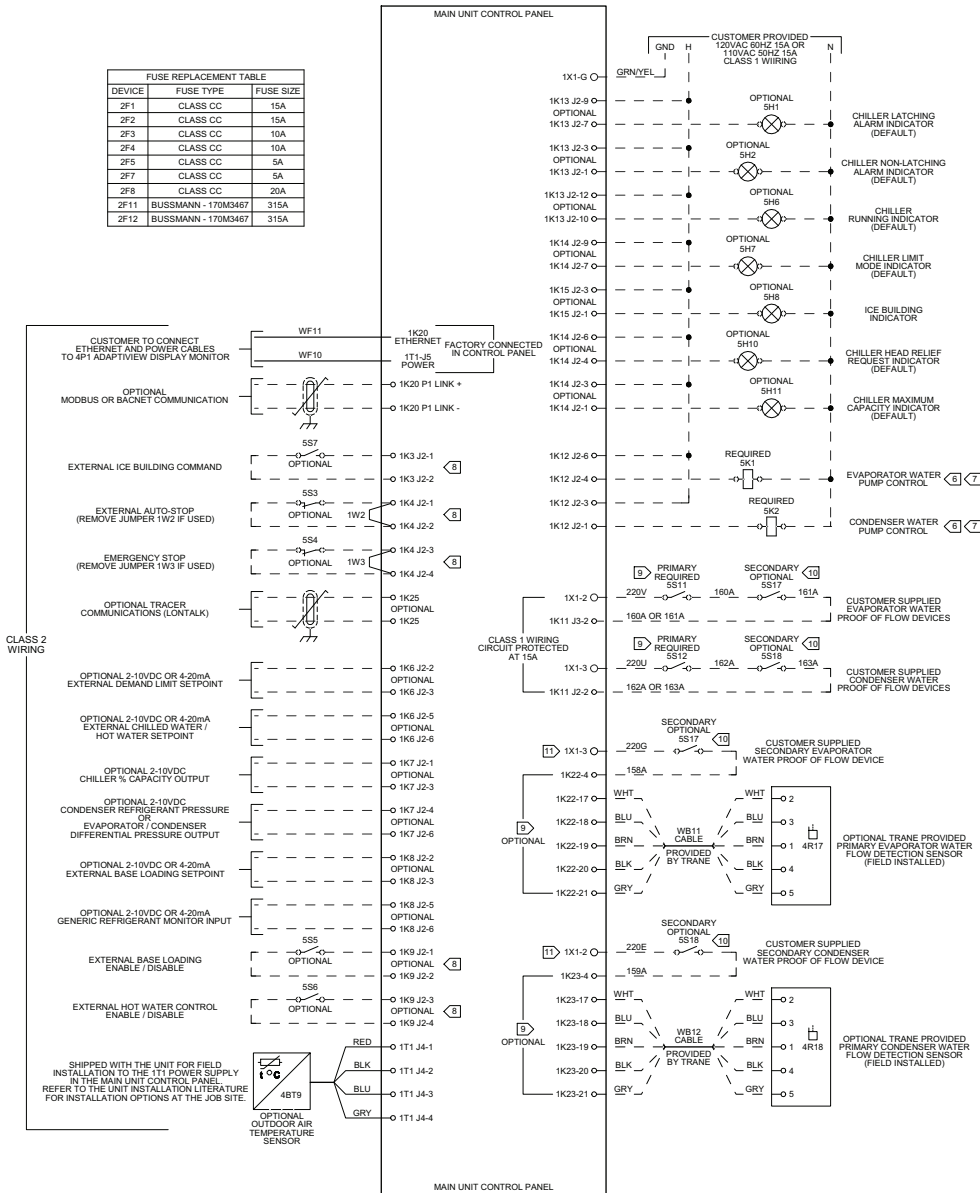 MAIN UNIT CONTROL PANEL
FUSE REPLACEMENT TABLE
DEVICE FUSE TYPE FUSE SIZE
2F1 CLASS CC 15A
2F2 CLASS CC 15A
2F3 CLASS CC 10A
2F4 CLASS CC 10A
2F5 CLASS CC 5A
2F7 CLASS CC 5A
2F8 CLASS CC 20A
2F11 BUSSMANN - 170M3467 315A
2F12 BUSSMANN - 170M3467 315A
CLASS 2
WIRING
CUSTOMER TO CONNECT
ETHERNET AND POWER CABLES
TO 4P1 ADAPTIVIEW DISPLAY MONITOR
WF11
WF10
1K20
ETHERNET
1T1-J5
POWER
FACTORY CONNECTED
IN CONTROL PANEL
OPTIONAL
MODBUS OR BACNET COMMUNICATION
1K20 P1 LINK +
1K20 P1 LINK -
EXTERNAL ICE BUILDING COMMAND
5S7
OPTIONAL
1K3 J2-1
1K3 J2-2
8
EXTERNAL AUTO-STOP
(REMOVE JUMPER 1W2 IF USED)
5S3
OPTIONAL
1W2
1K4 J2-1
1K4 J2-2
8
EMERGENCY STOP
(REMOVE JUMPER 1W3 IF USED)
5S4
OPTIONAL
1W3
1K4 J2-3
1K4 J2-4
8
OPTIONAL TRACER
COMMUNICATIONS (LONTALK)
1K25
OPTIONAL
1K25
OPTIONAL 2-10VDC OR 4-20mA
EXTERNAL DEMAND LIMIT SETPOINT
1K6 J2-2
OPTIONAL
1K6 J2-3
OPTIONAL 2-10VDC OR 4-20mA
EXTERNAL CHILLED WATER /
HOT WATER SETPOINT
1K6 J2-5
OPTIONAL
1K6 J2-6
OPTIONAL 2-10VDC
CHILLER % CAPACITY OUTPUT
1K7 J2-1
OPTIONAL
1K7 J2-3
OPTIONAL 2-10VDC
CONDENSER REFRIGERANT PRESSURE
OR
EVAPORATOR / CONDENSER
DIFFERENTIAL PRESSURE OUTPUT
1K7 J2-4
OPTIONAL
1K7 J2-6
OPTIONAL 2-10VDC OR 4-20mA
EXTERNAL BASE LOADING SETPOINT
1K8 J2-2
OPTIONAL
1K8 J2-3
OPTIONAL 2-10VDC OR 4-20mA
GENERIC REFRIGERANT MONITOR INPUT
1K8 J2-5
OPTIONAL
1K8 J2-6
EXTERNAL BASE LOADING
ENABLE / DISABLE
5S5
OPTIONAL
1K9 J2-1
OPTIONAL
1K9 J2-2
8
EXTERNAL HOT WATER CONTROL
ENABLE / DISABLE
5S6
OPTIONAL
1K9 J2-3
OPTIONAL
1K9 J2-4
8
SHIPPED WITH THE UNIT FOR FIELD
INSTALLATION TO THE 1T1 POWER SUPPLY
IN THE MAIN UNIT CONTROL PANEL.
REFER TO THE UNIT INSTALLATION LITERATURE
FOR INSTALLATION OPTIONS AT THE JOB SITE.
t °C
4BT9
OPTIONAL
OUTDOOR AIR
TEMPERATURE
SENSOR
RED 1T1 J4-1
BLK 1T1 J4-2
BLU 1T1 J4-3
GRY 1T1 J4-4
CUSTOMER PROVIDED
120VAC 60HZ 15A OR
110VAC 50HZ 15A
CLASS 1 WIIRING
GND H N
1X1-G GRN/YEL
1K13 J2-9
OPTIONAL
5H1
1K13 J2-7
CHILLER LATCHING
ALARM INDICATOR
(DEFAULT)
1K13 J2-3
OPTIONAL
1K13 J2-1
OPTIONAL
5H2
CHILLER NON-LATCHING
ALARM INDICATOR
(DEFAULT)
1K13 J2-12
OPTIONAL
1K13 J2-10
OPTIONAL
5H6
CHILLER
RUNNING INDICATOR
(DEFAULT)
1K14 J2-9
OPTIONAL
1K14 J2-7
OPTIONAL
5H7
CHILLER LIMIT
MODE INDICATOR
(DEFAULT)
1K15 J2-3
OPTIONAL
1K15 J2-1
OPTIONAL
5H8
ICE BUILDING
INDICATOR
1K14 J2-6
OPTIONAL
1K14 J2-4
OPTIONAL
5H10
CHILLER HEAD RELIEF
REQUEST INDICATOR
(DEFAULT)
1K14 J2-3
OPTIONAL
1K14 J2-1
OPTIONAL
5H11
CHILLER MAXIMUM
CAPACITY INDICATOR
(DEFAULT)
1K12 J2-6
1K12 J2-4
REQUIRED
5K1
EVAPORATOR WATER
PUMP CONTROL
6 7
1K12 J2-3
1K12 J2-1
REQUIRED
5K2
CONDENSER WATER
PUMP CONTROL
6 7
CLASS 1 WIRING
CIRCUIT PROTECTED
AT 15A
9 PRIMARY
REQUIRED
5S11
SECONDARY
OPTIONAL
5S17
10
1X1-2 220V 160A 161A
1K11 J3-2 160A OR 161A
CUSTOMER SUPPLIED
EVAPORATOR WATER
PROOF OF FLOW DEVICES
9 PRIMARY
REQUIRED
5S12
SECONDARY
OPTIONAL
5S18
10
1X1-3 220U 162A 163A
1K11 J2-2 162A OR 163A
CUSTOMER SUPPLIED
CONDENSER WATER
PROOF OF FLOW DEVICES
SECONDARY
OPTIONAL
5S17
10
11 1X1-3 220G
1K22-4 158A
CUSTOMER SUPPLIED
SECONDARY EVAPORATOR
WATER PROOF OF FLOW DEVICE
9
OPTIONAL
1K22-17 WHT WHT 2
1K22-18 BLU BLU 3
1K22-19 BRN BRN 1
1K22-20 BLK BLK 4
1K22-21 GRY GRY 5
WB11
CABLE
PROVIDED
BY TRANE
4R17
OPTIONAL TRANE PROVIDED
PRIMARY EVAPORATOR WATER
FLOW DETECTION SENSOR
(FIELD INSTALLED)
SECONDARY
OPTIONAL
5S18
10
11 1X1-2 220E
1K23-4 159A
CUSTOMER SUPPLIED
SECONDARY CONDENSER
WATER PROOF OF FLOW DEVICE
9
OPTIONAL
1K23-17 WHT WHT 2
1K23-18 BLU BLU 3
1K23-19 BRN BRN 1
1K23-20 BLK BLK 4
1K23-21 GRY GRY 5
WB12
CABLE
PROVIDED
BY TRANE
4R18
OPTIONAL TRANE PROVIDED
PRIMARY CONDENSER WATER
FLOW DETECTION SENSOR
(FIELD INSTALLED)
MAIN UNIT CONTROL PANEL